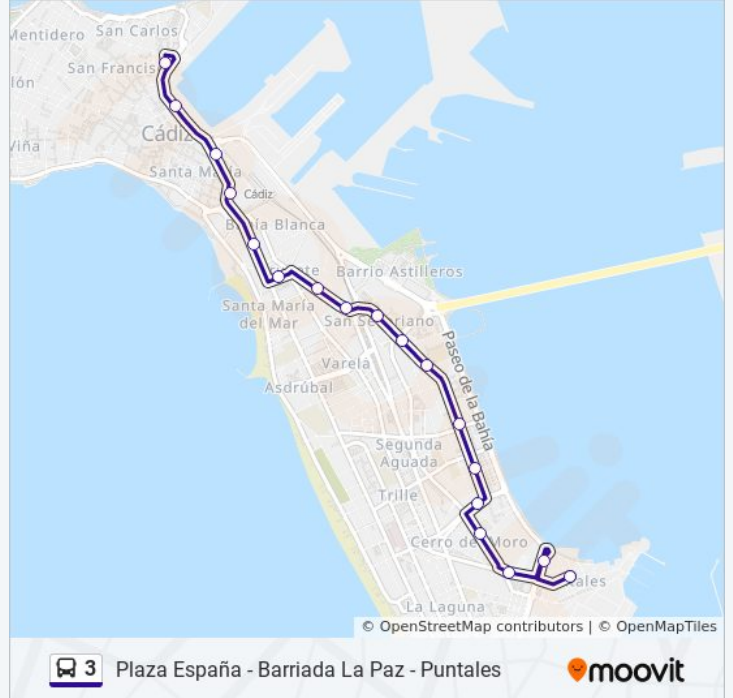 Mentidero
San Carlos
San Francis
lón
Cádiz
Viña
Santa María
Cádiz
Bahía Blanca
te
Barrio Astilleros
Santa María
del Mar
San Severiano
Paseo de la Bahía
Varela
Asdrúbal
Segunda
Aguada
Trille
Cerro del Moro
ales
La Laguna
© OpenStreetMap contributors | © OpenMapTiles
3 Plaza España - Barriada La Paz - Puntales
moovit